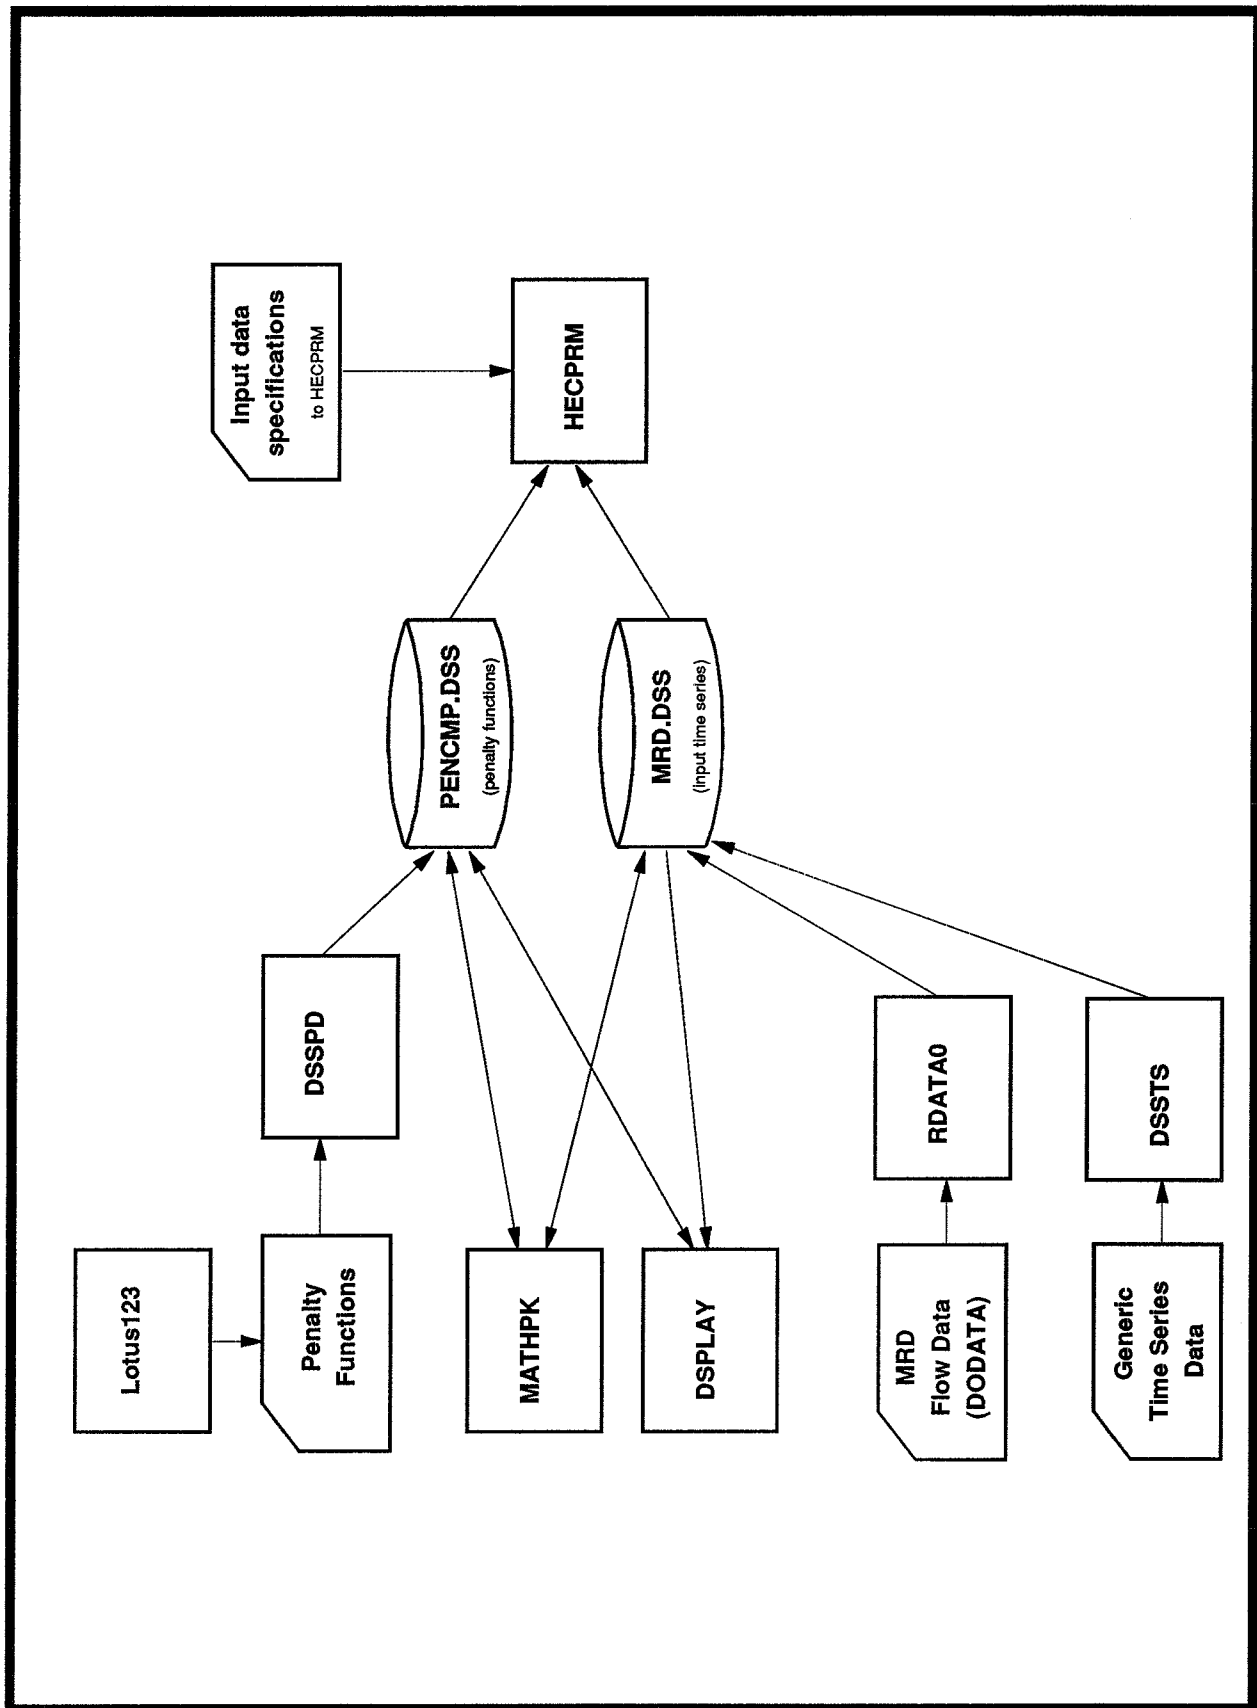 Lotus123
Penalty
Functions
DSSPD
MATHPK
DSPLAY
MRD
Flow Data
(DODATA)
RDATA0
Generic
Time Series
Data
DSSTS
PENCMP.DSS
(penalty functions)
MRD.DSS
(input time series)
Input data
specifications
to HECPRM
HECPRM